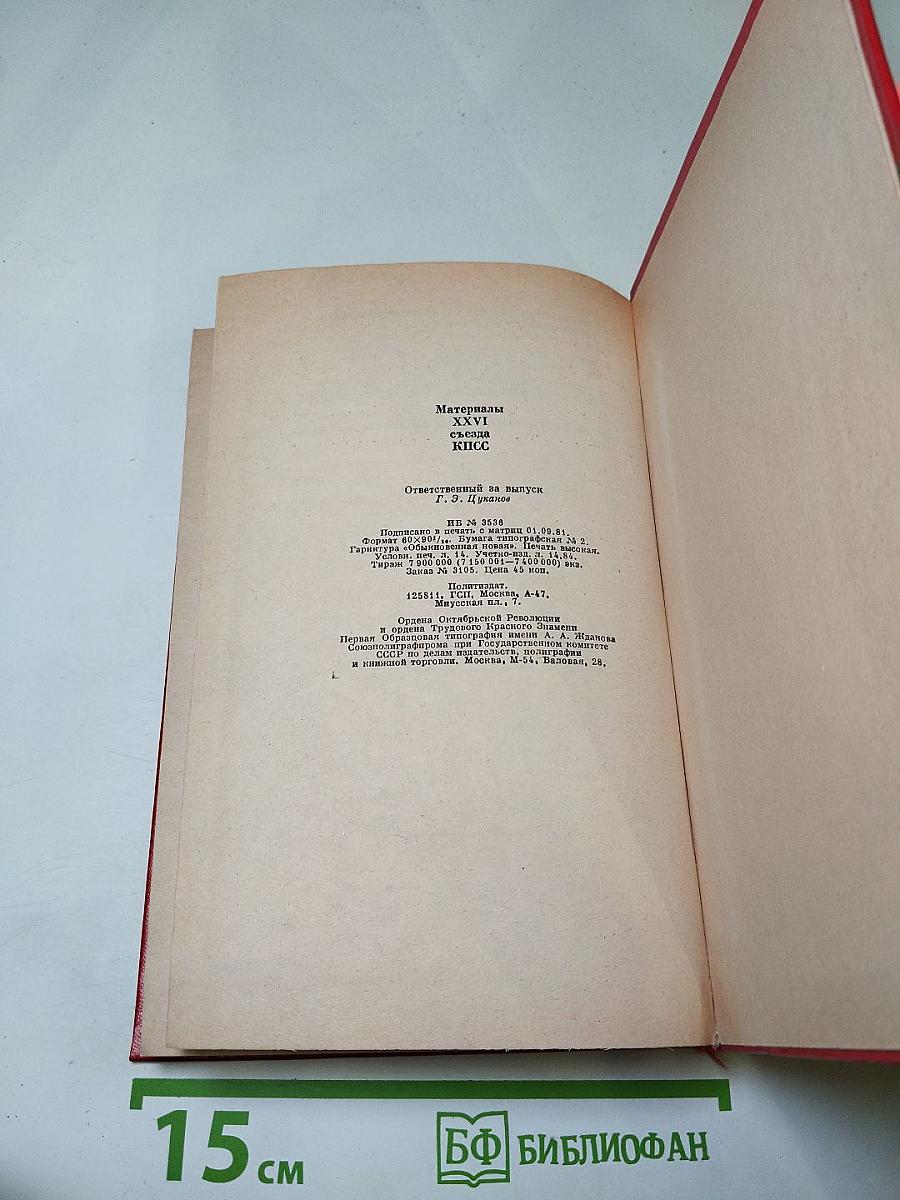 Материалы
XXVI
съезда
КПСС
Ответственный за выпуск
Г. Э. Цуканов
ИБ № 3536
Подписано в печать с матриц 01.09.81.
Формат 60×90¹/₁₆. Бумага типографская № 2.
Гарнитура «Обыкновенная новая». Печать высокая.
Условн. печ. л. 14. Учетно-изд. л. 14,84.
Тираж 7 900 000 (7 150 001—7 400 000) экз.
Заказ № 3105. Цена 45 коп.
Политиздат.
125811, ГСП, Москва, А-47,
Миусская пл., 7.
Ордена Октябрьской Революции
и ордена Трудового Красного Знамени
Первая Образцовая типография имени А. А. Жданова
Союзполиграфпрома при Государственном комитете
СССР по делам издательств, полиграфии
и книжной торговли. Москва, М-54, Валовая, 28.
15 см
БФ БИБЛИОФАН